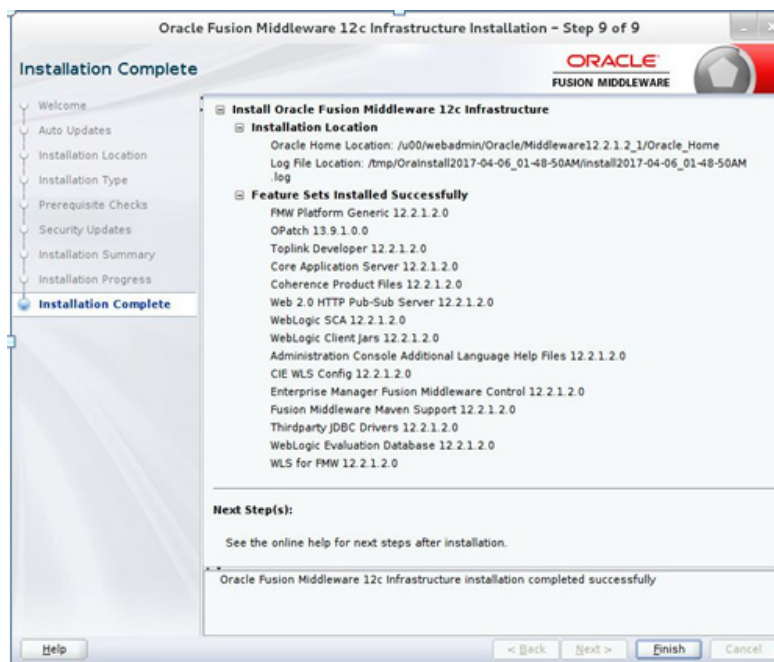 Oracle Fusion Middleware 12c Infrastructure Installation - Step 9 of 9
Installation Complete
ORACLE
FUSION MIDDLEWARE
Welcome
Auto Updates
Installation Location
Installation Type
Prerequisite Checks
Security Updates
Installation Summary
Installation Progress
Installation Complete
Install Oracle Fusion Middleware 12c Infrastructure
Installation Location
Oracle Home Location: /u00/webadmin/Oracle/Middleware12.2.1.2_1/Oracle_Home
Log File Location: /tmp/OraInstall2017-04-06_01-48-50AM/install2017-04-06_01-48-50AM
.log
Feature Sets Installed Successfully
FMW Platform Generic 12.2.1.2.0
OPatch 13.9.1.0.0
Toplink Developer 12.2.1.2.0
Core Application Server 12.2.1.2.0
Coherence Product Files 12.2.1.2.0
Web 2.0 HTTP Pub-Sub Server 12.2.1.2.0
WebLogic SCA 12.2.1.2.0
WebLogic Client Jars 12.2.1.2.0
Administration Console Additional Language Help Files 12.2.1.2.0
CIE WLS Config 12.2.1.2.0
Enterprise Manager Fusion Middleware Control 12.2.1.2.0
Fusion Middleware Maven Support 12.2.1.2.0
Thirdparty JDBC Drivers 12.2.1.2.0
WebLogic Evaluation Database 12.2.1.2.0
WLS for FMW 12.2.1.2.0
Next Step(s):
See the online help for next steps after installation.
Oracle Fusion Middleware 12c Infrastructure installation completed successfully
Help
< Back
Next >
Finish
Cancel